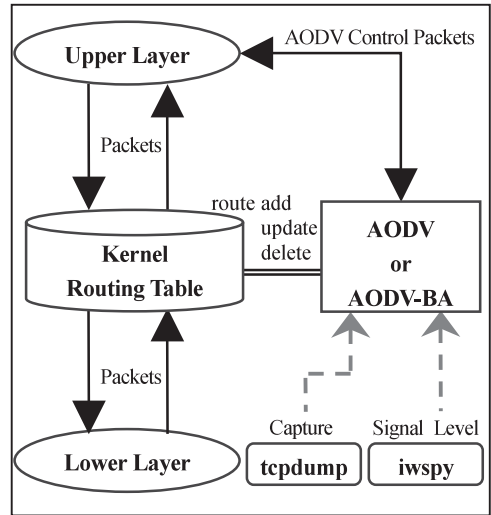 Upper Layer
AODV Control Packets
Packets
route add
update
delete
Kernel
Routing Table
AODV
or
AODV-BA
Packets
Capture
Signal Level
Lower Layer
tcpdump
iwspy